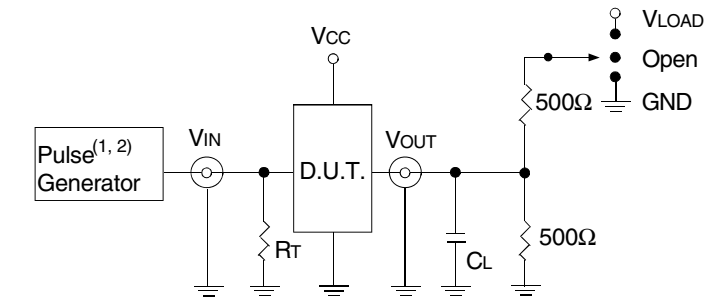 VLOAD
VCC
Open
500Ω
GND
Pulse(1, 2)
Generator
VIN
D.U.T.
VOUT
RT
CL
500Ω